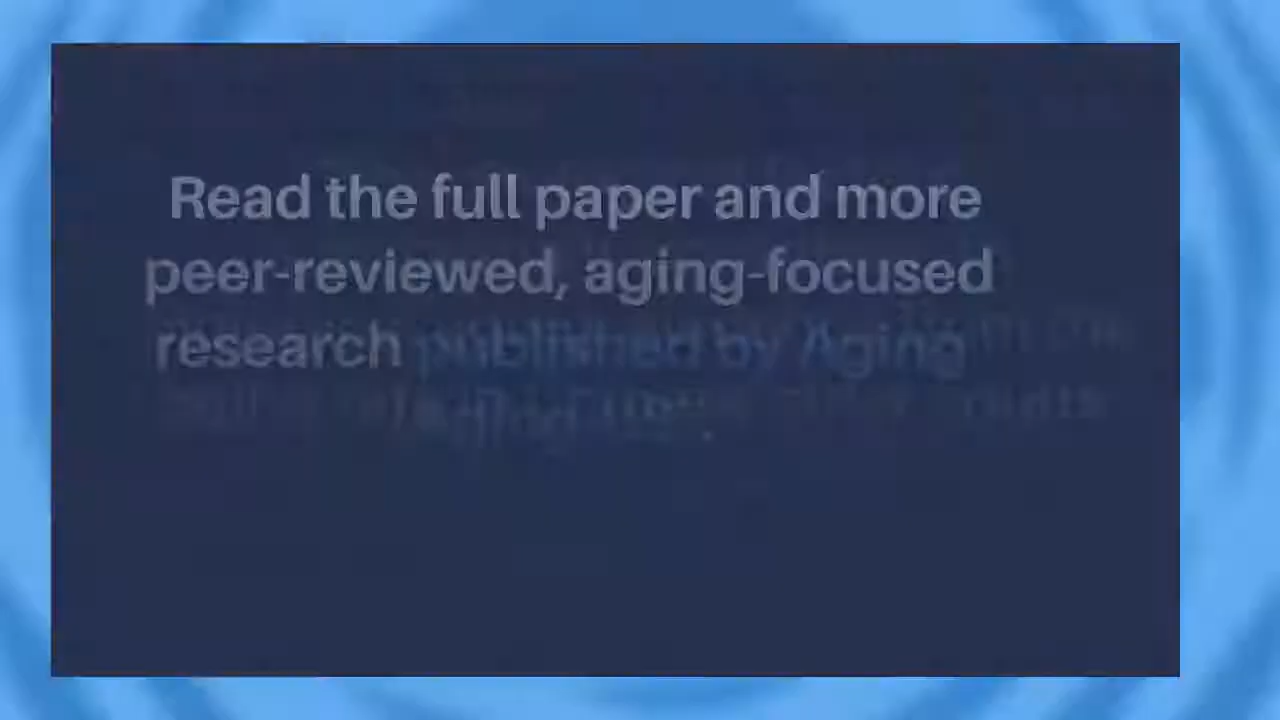 Read the full paper and more
peer-reviewed, aging-focused
research published by Aging